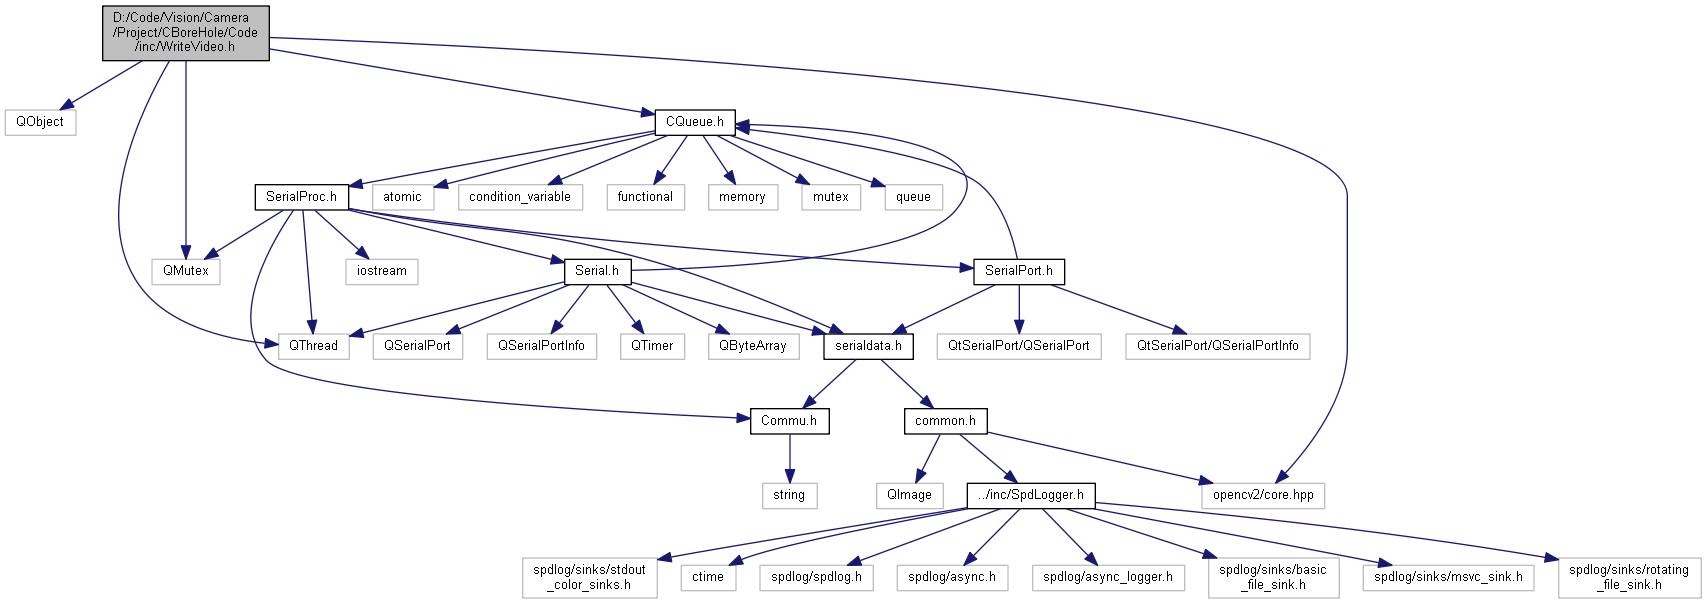 D:/Code/Vision/Camera
/Project/CBoreHole/Code
/inc/WriteVideo.h
QObject
CQueue.h
SerialProc.h
atomic
condition_variable
functional
memory
mutex
queue
QMutex
iostream
Serial.h
SerialPort.h
QThread
QSerialPort
QSerialPortInfo
QTimer
QByteArray
serialdata.h
QtSerialPort/QSerialPort
QtSerialPort/QSerialPortInfo
Commu.h
common.h
string
QImage
../inc/SpdLogger.h
opencv2/core.hpp
spdlog/sinks/stdout
_color_sinks.h
ctime
spdlog/spdlog.h
spdlog/async.h
spdlog/async_logger.h
spdlog/sinks/basic
_file_sink.h
spdlog/sinks/msvc_sink.h
spdlog/sinks/rotating
_file_sink.h